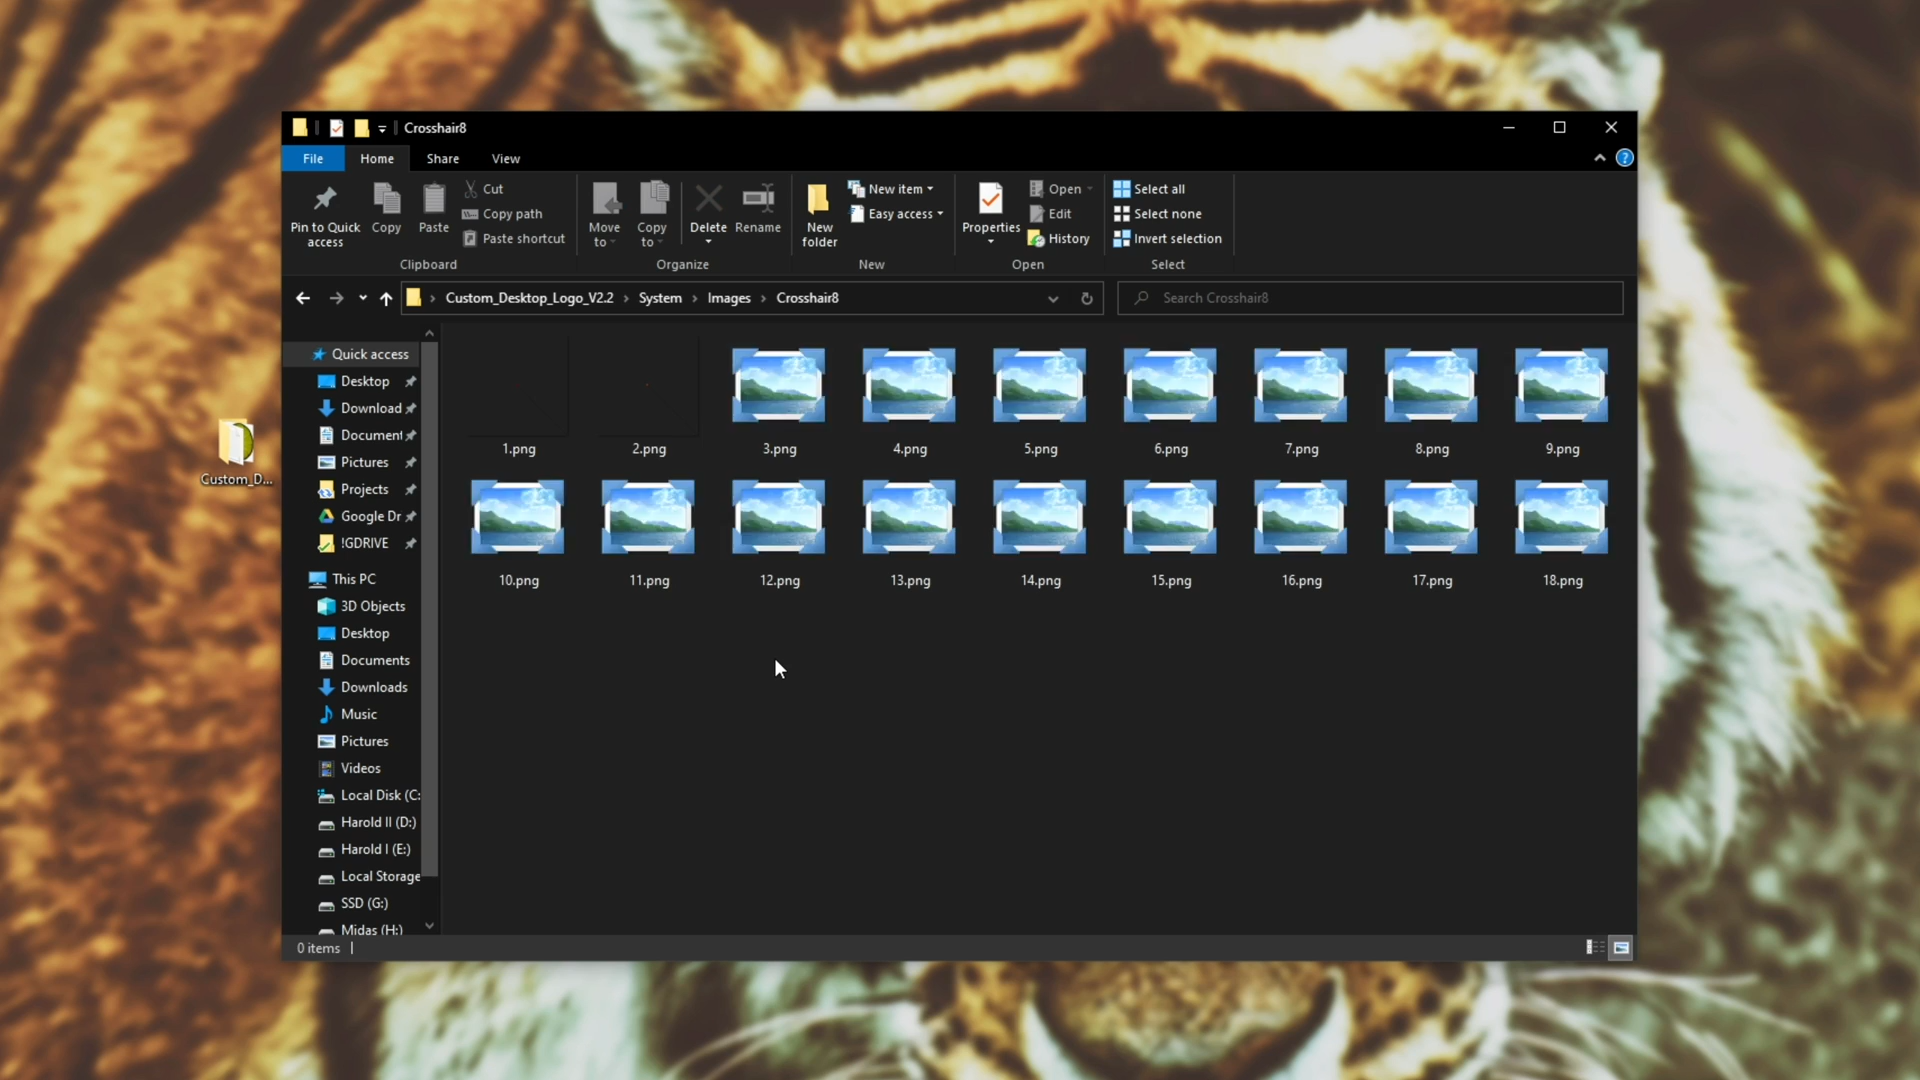 Crosshair8
File Home Share View
Pin to Quick access
Copy
Paste
Cut
Copy path
Paste shortcut
Clipboard
Move to
Copy to
Delete
Rename
Organize
New folder
New item
Easy access
New
Properties
Open
Edit
History
Open
Select all
Select none
Invert selection
Select
Custom_Desktop_Logo_V2.2 › System › Images › Crosshair8
Search Crosshair8
Quick access
Desktop
Download
Document
Pictures
Projects
Google Dr
!GDRIVE
This PC
3D Objects
Desktop
Documents
Downloads
Music
Pictures
Videos
Local Disk (C:
Harold II (D:)
Harold I (E:)
Local Storage
SSD (G:)
Midas (H:)
1.png 2.png 3.png 4.png 5.png 6.png 7.png 8.png 9.png
10.png 11.png 12.png 13.png 14.png 15.png 16.png 17.png 18.png
0 items
Custom_D...